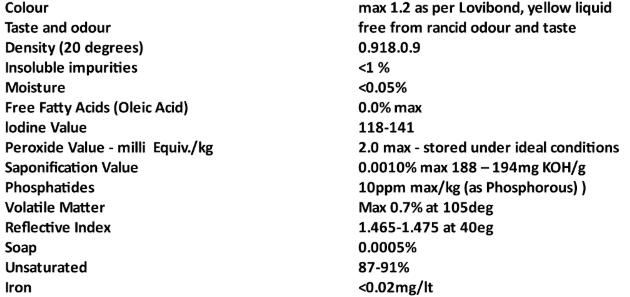 Colour max 1.2 as per Lovibond, yellow liquid
Taste and odour free from rancid odour and taste
Density (20 degrees) 0.918.0.9
Insoluble impurities <1 %
Moisture <0.05%
Free Fatty Acids (Oleic Acid) 0.0% max
Iodine Value 118-141
Peroxide Value - milli Equiv./kg 2.0 max - stored under ideal conditions
Saponification Value 0.0010% max 188 – 194mg KOH/g
Phosphatides 10ppm max/kg (as Phosphorous) )
Volatile Matter Max 0.7% at 105deg
Reflective Index 1.465-1.475 at 40eg
Soap 0.0005%
Unsaturated 87-91%
Iron <0.02mg/lt